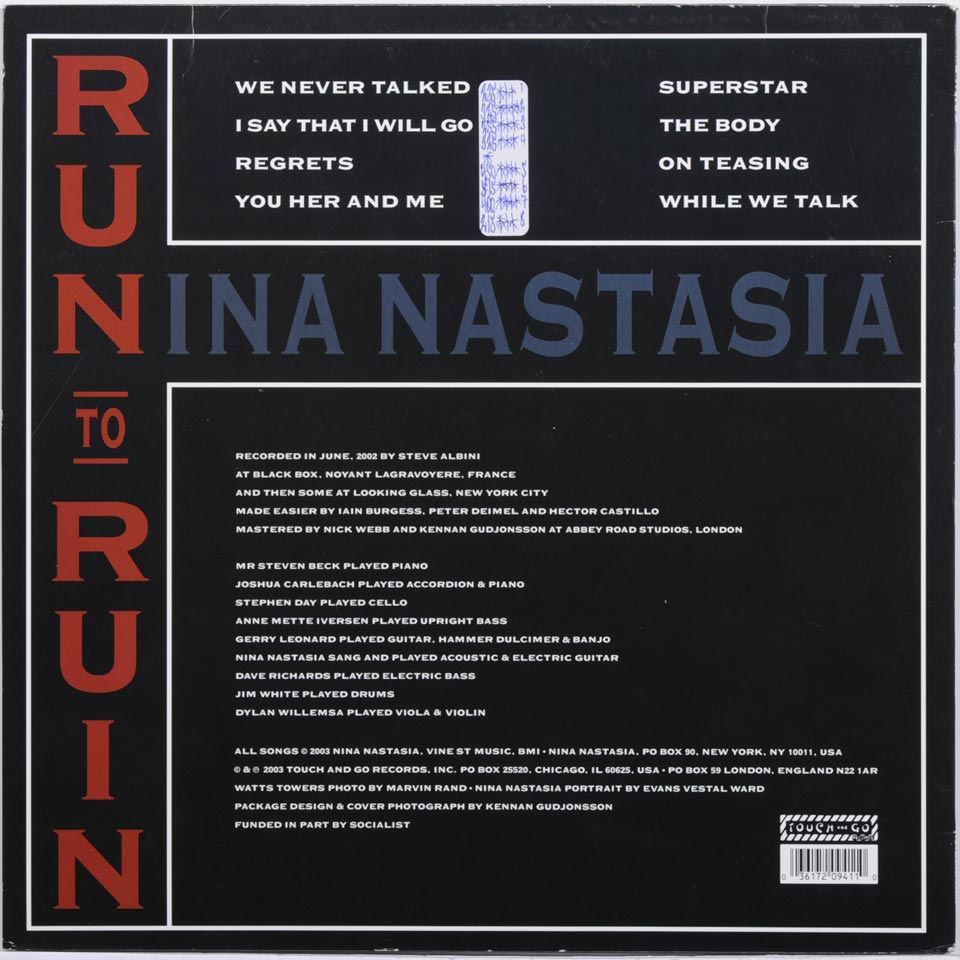 RUN TO RUIN
WE NEVER TALKED
I SAY THAT I WILL GO
REGRETS
YOU HER AND ME
SUPERSTAR
THE BODY
ON TEASING
WHILE WE TALK
NINA NASTASIA
RECORDED IN JUNE, 2002 BY STEVE ALBINI
AT BLACK BOX, NOYANT LAGRAVOYERE, FRANCE
AND THEN SOME AT LOOKING GLASS, NEW YORK CITY
MADE EASIER BY IAIN BURGESS, PETER DEIMEL AND HECTOR CASTILLO
MASTERED BY NICK WEBB AND KENNAN GUDJONSSON AT ABBEY ROAD STUDIOS, LONDON
MR STEVEN BECK PLAYED PIANO
JOSHUA CARLEBACH PLAYED ACCORDION & PIANO
STEPHEN DAY PLAYED CELLO
ANNE METTE IVERSEN PLAYED UPRIGHT BASS
GERRY LEONARD PLAYED GUITAR, HAMMER DULCIMER & BANJO
NINA NASTASIA SANG AND PLAYED ACOUSTIC & ELECTRIC GUITAR
DAVE RICHARDS PLAYED ELECTRIC BASS
JIM WHITE PLAYED DRUMS
DYLAN WILLEMSA PLAYED VIOLA & VIOLIN
ALL SONGS © 2003 NINA NASTASIA, VINE ST MUSIC, BMI • NINA NASTASIA, PO BOX 90, NEW YORK, NY 10011, USA
© & ℗ 2003 TOUCH AND GO RECORDS, INC. PO BOX 25520, CHICAGO, IL 60625, USA • PO BOX 59 LONDON, ENGLAND N22 1AR
WATTS TOWERS PHOTO BY MARVIN RAND • NINA NASTASIA PORTRAIT BY EVANS VESTAL WARD
PACKAGE DESIGN & COVER PHOTOGRAPH BY KENNAN GUDJONSSON
FUNDED IN PART BY SOCIALIST
TOUCH AND GO
0 36172 09411 0